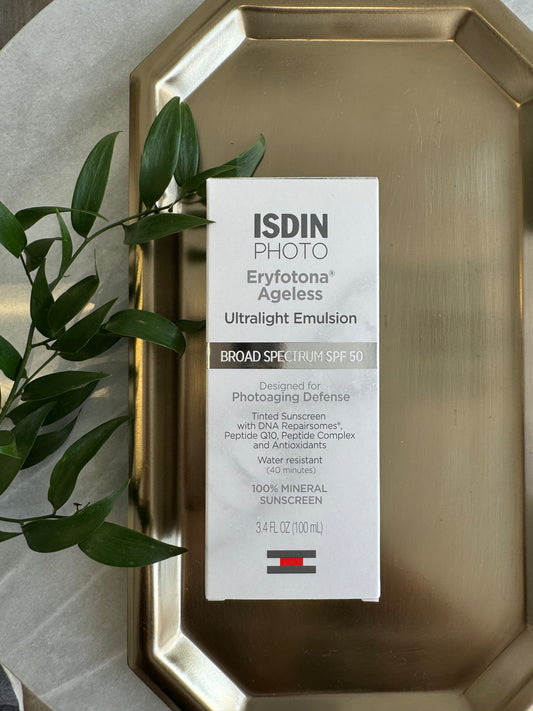 ISDIN
PHOTO
Eryfotona®
Ageless
Ultralight Emulsion
BROAD SPECTRUM SPF 50
Designed for
Photoaging Defense
Tinted Sunscreen
with DNA Repairsomes®,
Peptide Q10, Peptide Complex
and Antioxidants
Water resistant
(40 minutes)
100% MINERAL
SUNSCREEN
3.4 FL OZ (100 mL)